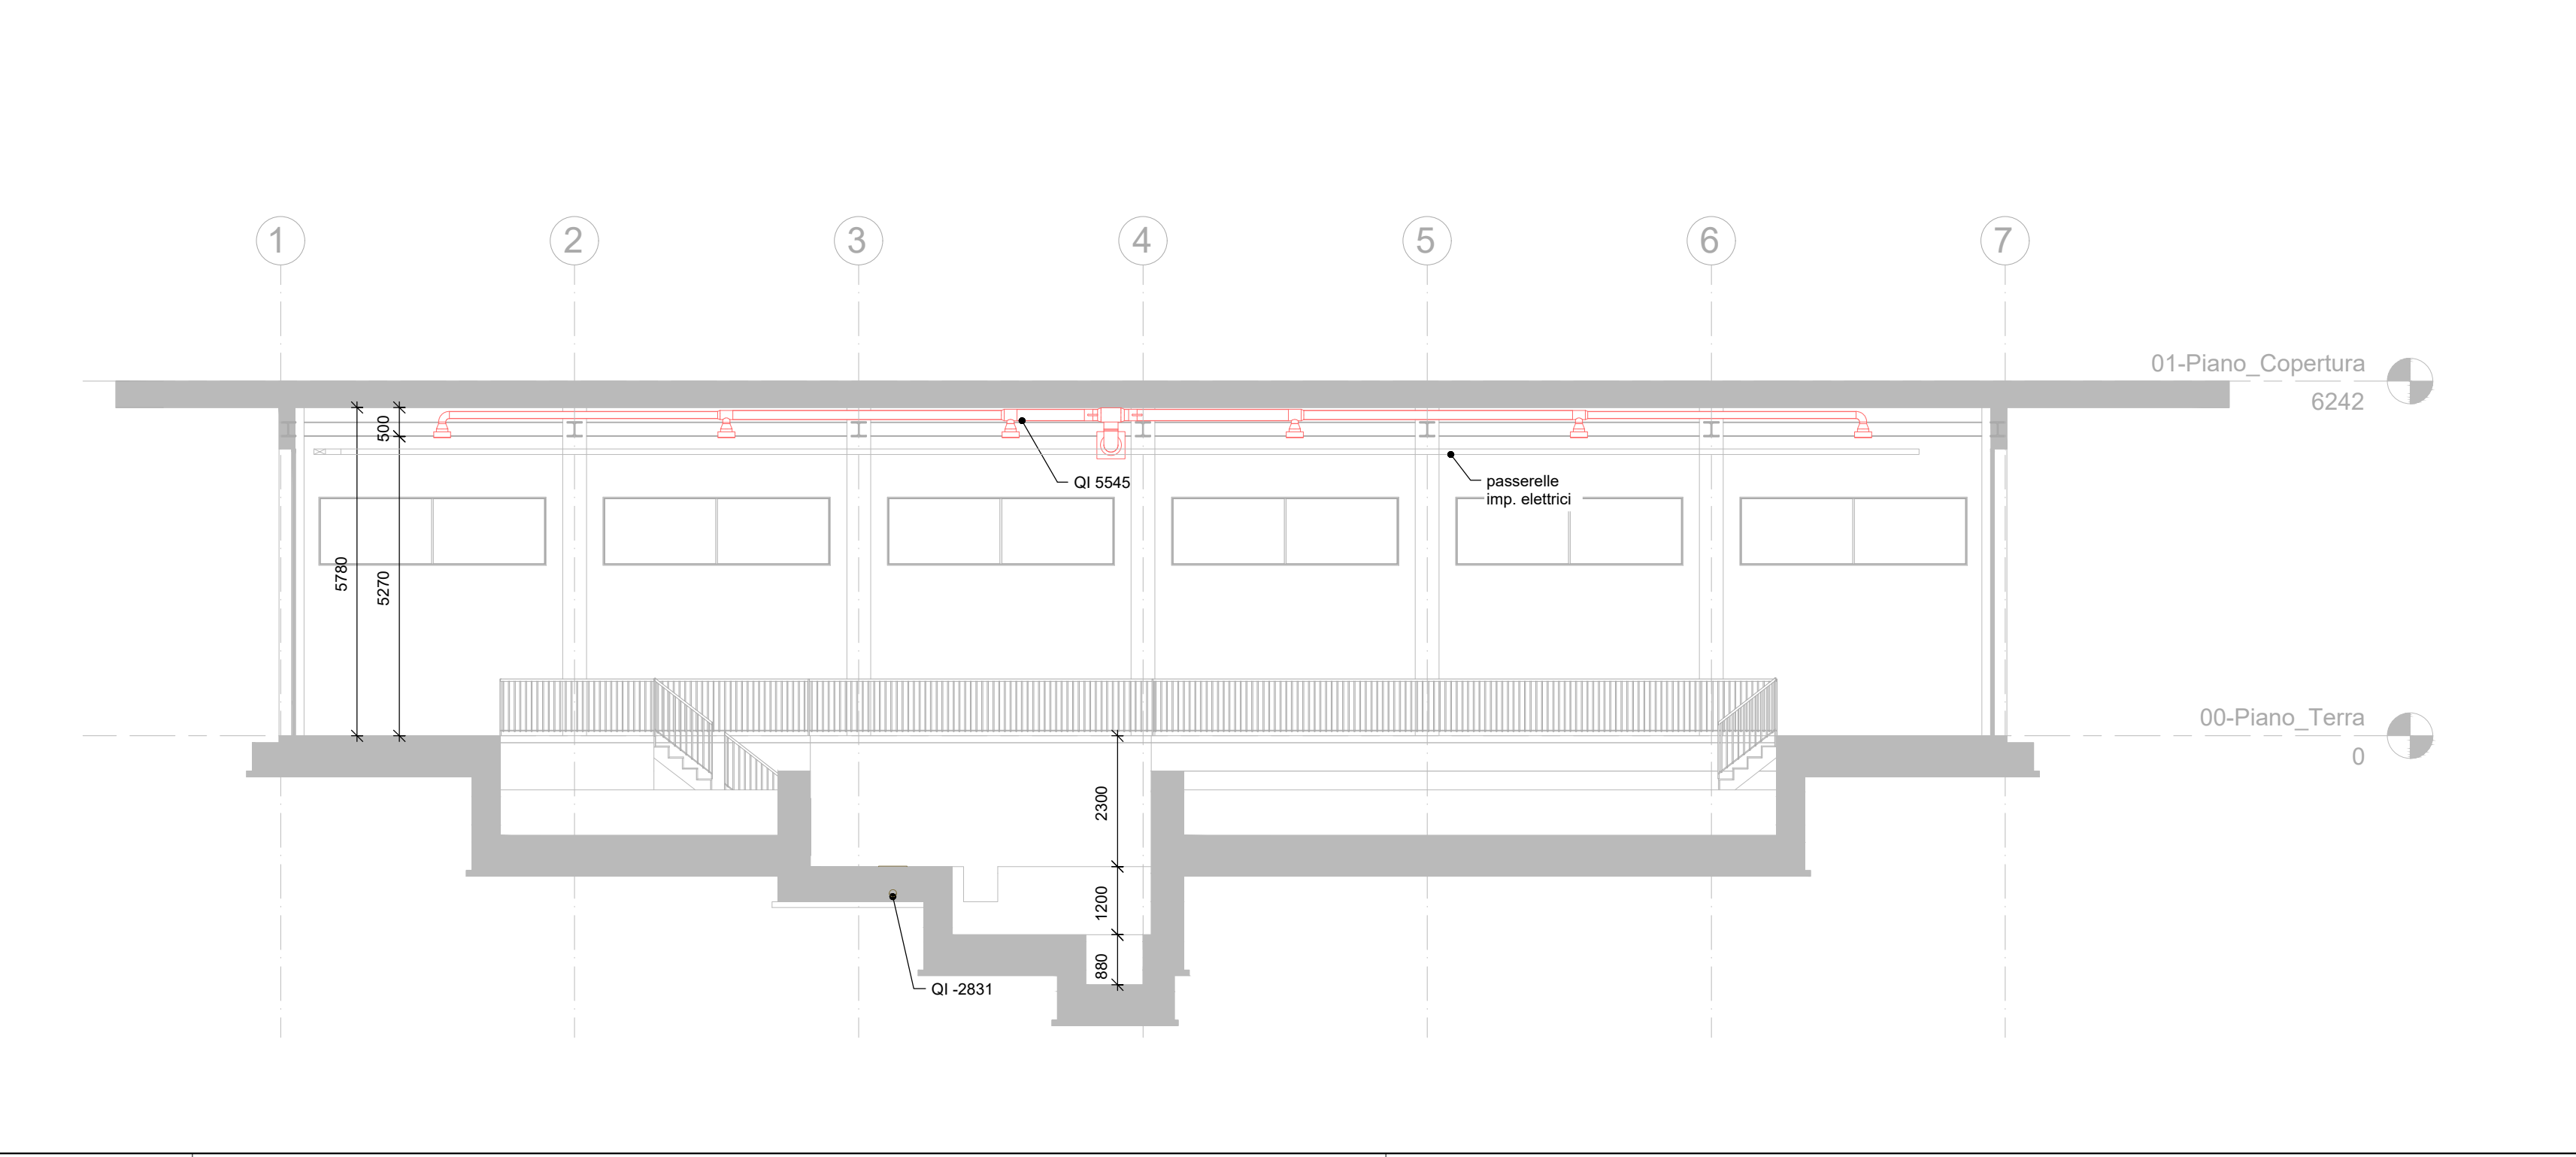 1 2 3 4 5 6 7
01-Piano_Copertura
6242
500
QI 5545
passerelle
imp. elettrici
5780
5270
00-Piano_Terra
0
2300
1200
880
QI -2831